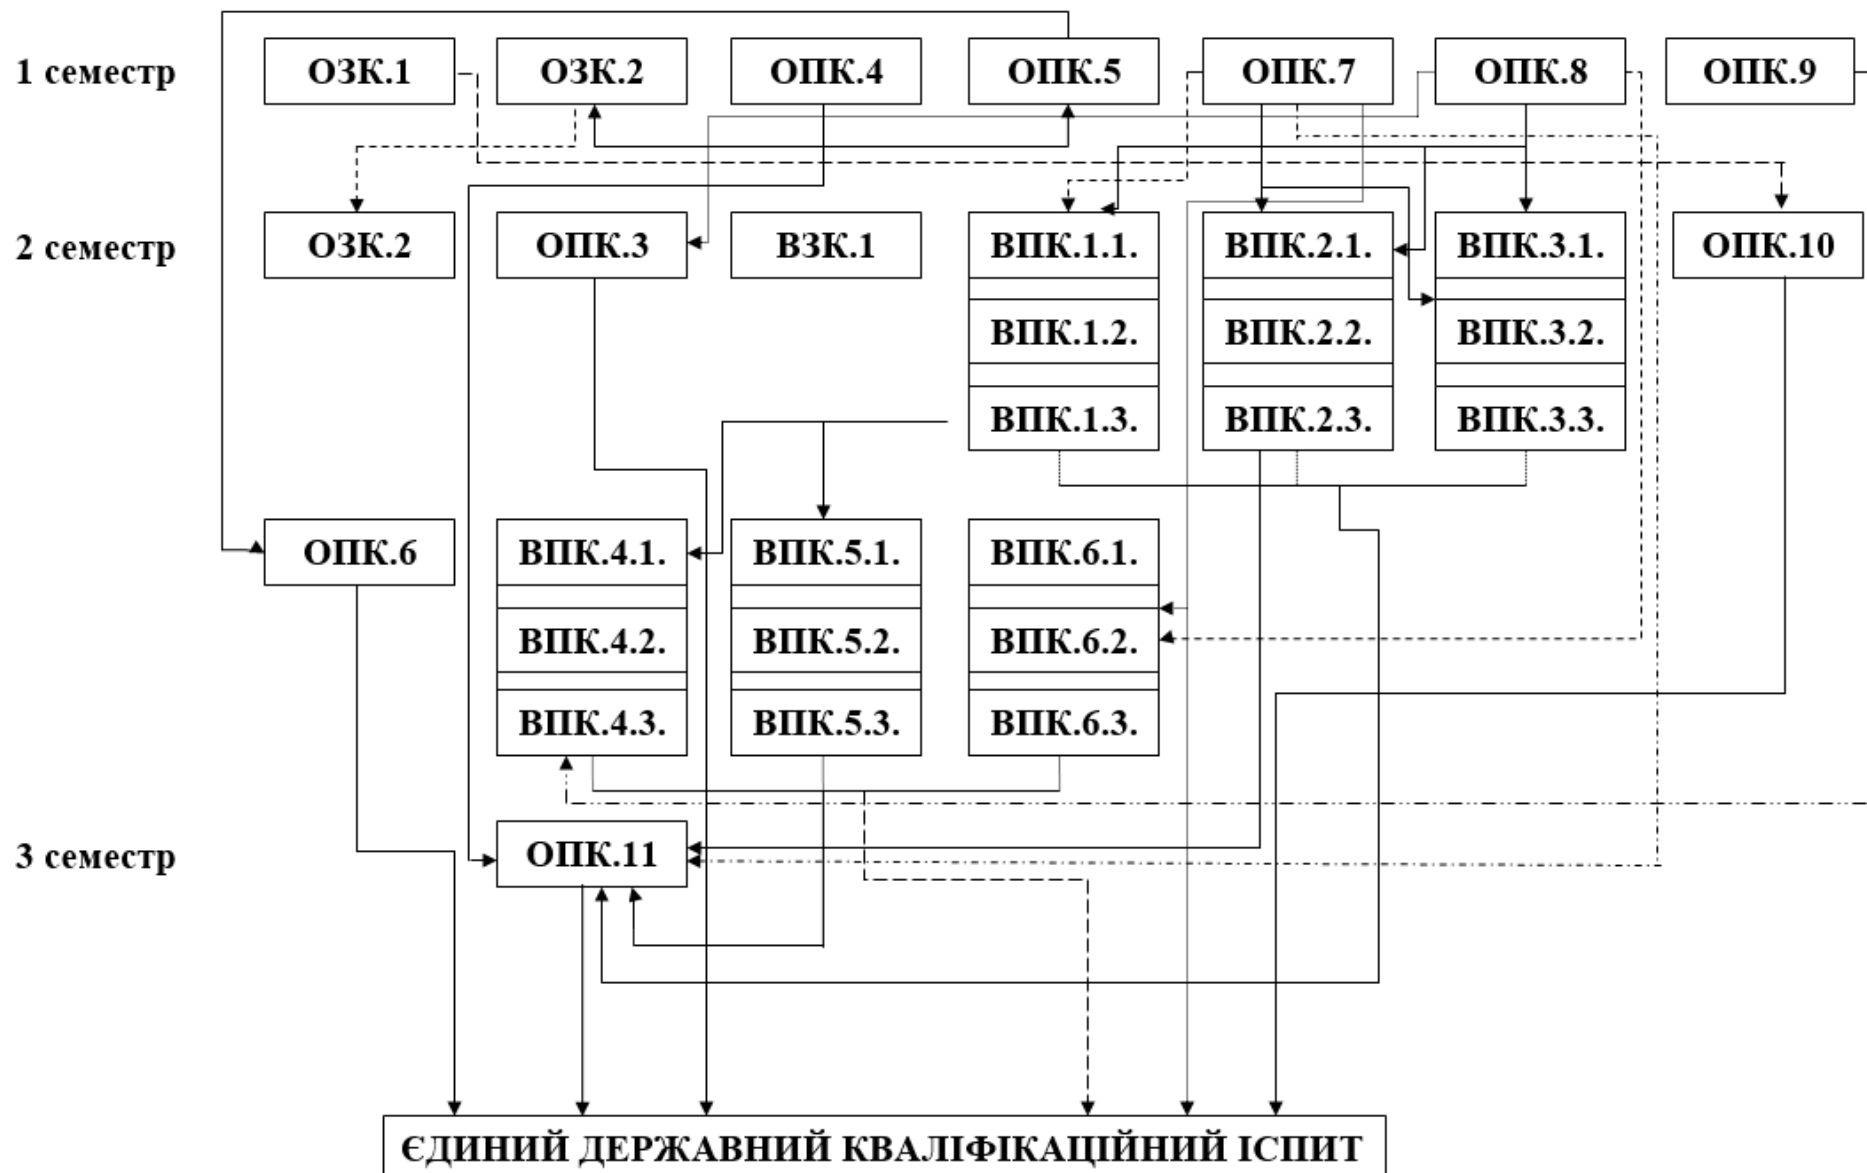 1 семестр ОЗК.1 ОЗК.2 ОПК.4 ОПК.5 ОПК.7 ОПК.8 ОПК.9
2 семестр ОЗК.2 ОПК.3 ВЗК.1 ВПК.1.1. ВПК.2.1. ВПК.3.1. ОПК.10
ВПК.1.2. ВПК.2.2. ВПК.3.2.
ВПК.1.3. ВПК.2.3. ВПК.3.3.
ОПК.6 ВПК.4.1. ВПК.5.1. ВПК.6.1.
ВПК.4.2. ВПК.5.2. ВПК.6.2.
ВПК.4.3. ВПК.5.3. ВПК.6.3.
3 семестр ОПК.11
ЄДИНИЙ ДЕРЖАВНИЙ КВАЛІФІКАЦІЙНИЙ ІСПИТ